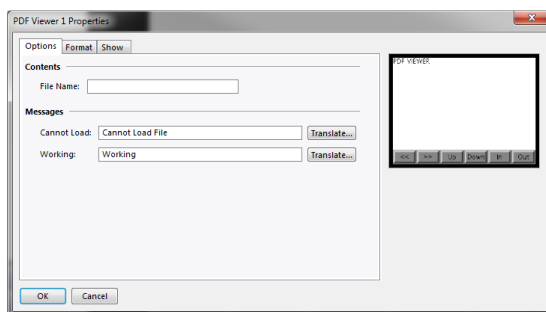 PDF Viewer 1 Properties
Options Format Show
Contents
File Name:
Messages
Cannot Load: Cannot Load File Translate...
Working: Working Translate...
PDF VIEWER
<< >> Up Down In Out
OK Cancel